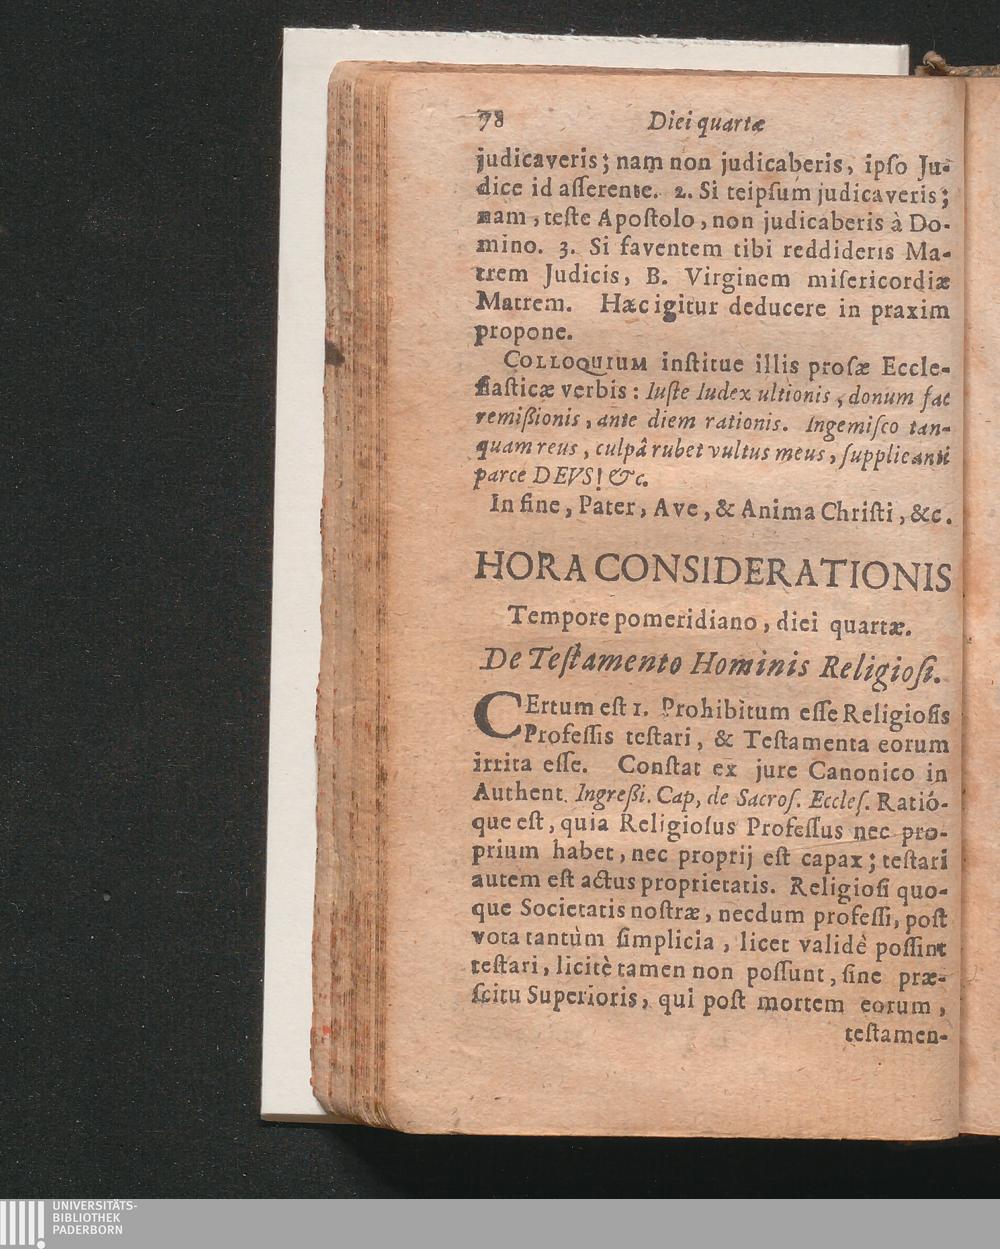 78 Diei quartæ
judicaveris; nam non judicaberis, ipſo Ju-
dice id aſſerente. 2. Si teipſum judicaveris;
nam, teſte Apoſtolo, non judicaberis à Do-
mino. 3. Si faventem tibi reddideris Ma-
trem Judicis, B. Virginem miſericordiæ
Matrem. Hæc igitur deducere in praxim
propone.
COLLOQUIUM inſtitue illis proſæ Eccle-
ſiaſticæ verbis: Iuſte Iudex ultionis, donum fac
remiſsionis, ante diem rationis. Ingemiſco tan-
quam reus, culpâ rubet vultus meus, ſupplicanti
parce DEVS! &c.
In fine, Pater, Ave, & Anima Chriſti, &c.
HORA CONSIDERATIONIS
Tempore pomeridiano, diei quartæ.
De Teſtamento Hominis Religioſi.
CErtum eſt 1. Prohibitum eſſe Religioſis
Profeſſis teſtari, & Teſtamenta eorum
irrita eſſe. Conſtat ex jure Canonico in
Authent. Ingreßi. Cap, de Sacroſ. Eccleſ. Ratió-
que eſt, quia Religioſus Profeſſus nec pro-
prium habet, nec proprij eſt capax; teſtari
autem eſt actus proprietatis. Religioſi quo-
que Societatis noſtræ, necdum profeſſi, poſt
vota tantùm ſimplicia, licet validè poſſint
teſtari, licitè tamen non poſſunt, ſine præ-
ſcitu Superioris, qui poſt mortem eorum,
teſtamen-
UNIVERSITÄTS-
BIBLIOTHEK
PADERBORN